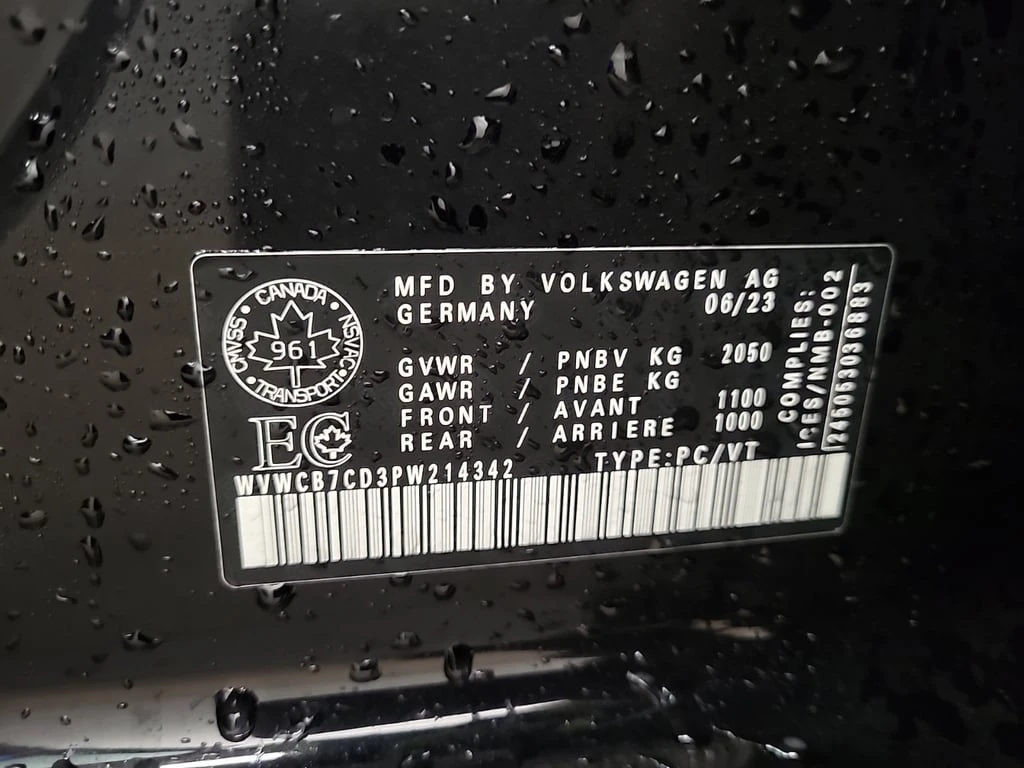 CANADA
CMVSS
NSVAC
961
TRANSPORT
EC
MFD BY VOLKSWAGEN AG
GERMANY 06/23
GVWR / PNBV KG 2050
GAWR / PNBE KG
FRONT / AVANT 1100
REAR / ARRIERE 1000
TYPE:PC/VT
WVWCB7CD3PW214342
COMPLIES:
ICES/NMB-002
245053036883